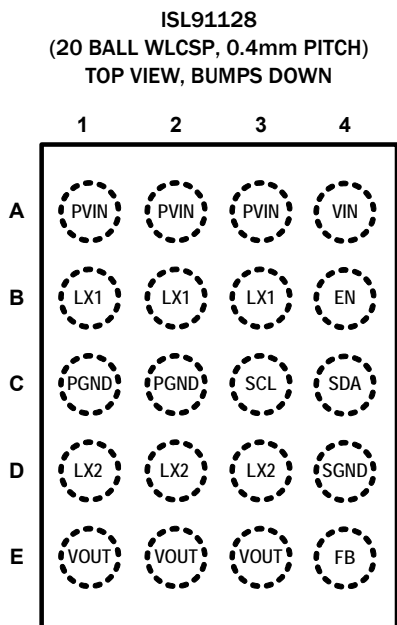 ISL91128
(20 BALL WLCSP, 0.4mm PITCH)
TOP VIEW, BUMPS DOWN
1 2 3 4
A PVIN PVIN PVIN VIN
B LX1 LX1 LX1 EN
C PGND PGND SCL SDA
D LX2 LX2 LX2 SGND
E VOUT VOUT VOUT FB